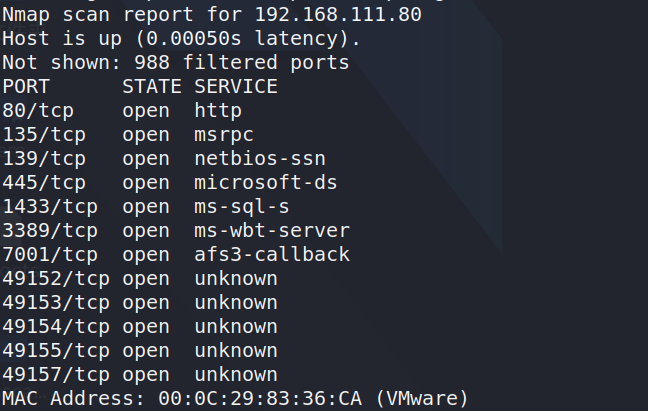 Nmap scan report for 192.168.111.80
Host is up (0.00050s latency).
Not shown: 988 filtered ports
PORT      STATE SERVICE
80/tcp    open  http
135/tcp   open  msrpc
139/tcp   open  netbios-ssn
445/tcp   open  microsoft-ds
1433/tcp  open  ms-sql-s
3389/tcp  open  ms-wbt-server
7001/tcp  open  afs3-callback
49152/tcp open  unknown
49153/tcp open  unknown
49154/tcp open  unknown
49155/tcp open  unknown
49157/tcp open  unknown
MAC Address: 00:0C:29:83:36:CA (VMware)